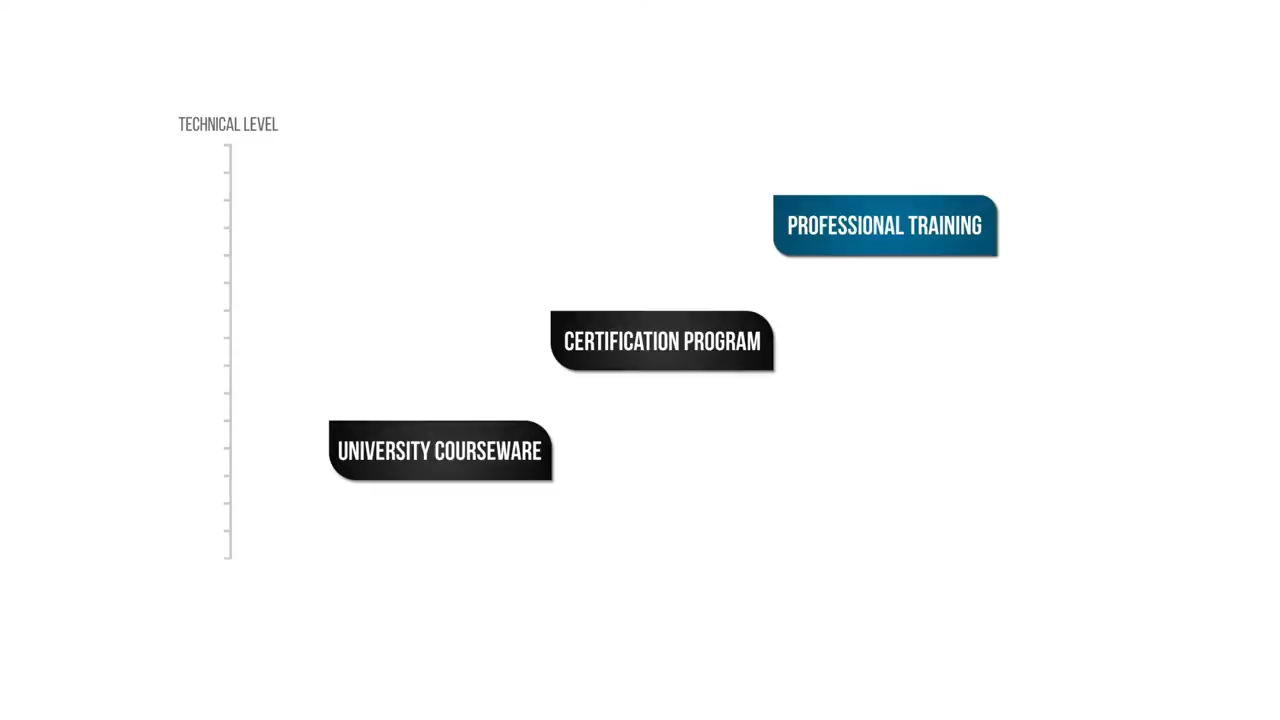 TECHNICAL LEVEL
PROFESSIONAL TRAINING
CERTIFICATION PROGRAM
UNIVERSITY COURSEWARE